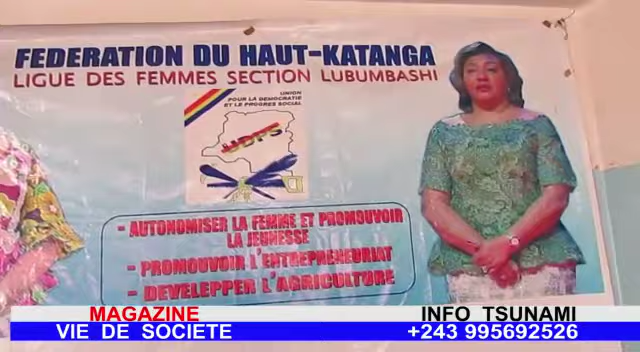 FEDERATION DU HAUT-KATANGA
LIGUE DES FEMMES SECTION LUBUMBASHI
UNION
POUR LA DEMOCRATIE
ET LE PROGRES SOCIAL
UDPS
- AUTONOMISER LA FEMME ET PROMOUVOIR
LA JEUNESSE
- PROMOUVOIR L'ENTREPRENEURIAT
- DEVELEPPER L'AGRICULTURE
MAGAZINE
VIE DE SOCIETE
INFO TSUNAMI
+243 995692526